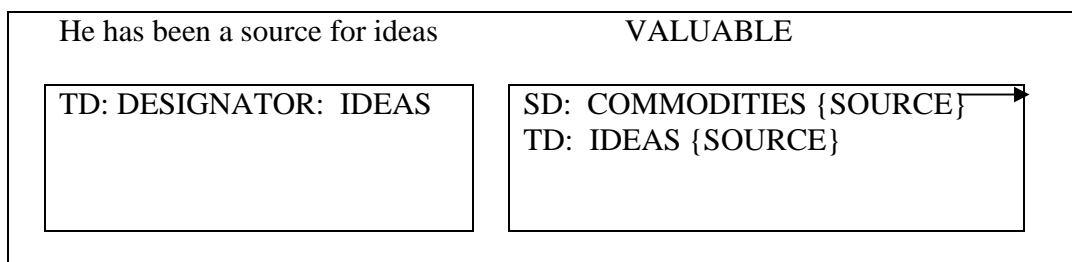 He has been a source for ideas VALUABLE
TD: DESIGNATOR: IDEAS
SD: COMMODITIES {SOURCE}
TD: IDEAS {SOURCE}